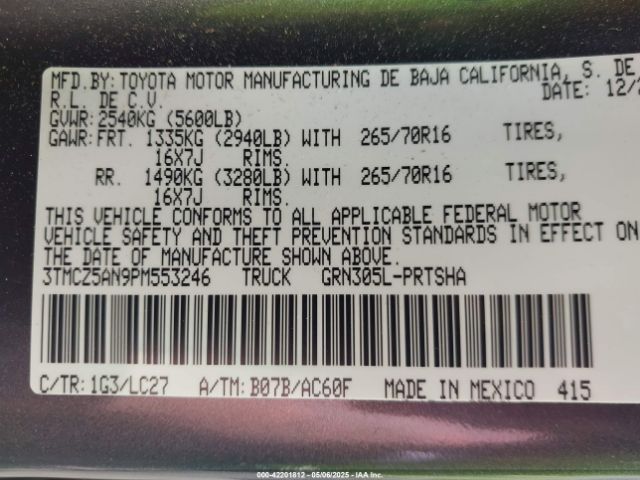 MFD.BY: TOYOTA MOTOR MANUFACTURING DE BAJA CALIFORNIA, S. DE
R.L. DE C.V. DATE: 12/
GVWR: 2540KG (5600LB)
GAWR: FRT. 1335KG (2940LB) WITH 265/70R16 TIRES,
16X7J RIMS.
RR. 1490KG (3280LB) WITH 265/70R16 TIRES,
16X7J RIMS.
THIS VEHICLE CONFORMS TO ALL APPLICABLE FEDERAL MOTOR
VEHICLE SAFETY AND THEFT PREVENTION STANDARDS IN EFFECT ON
THE DATE OF MANUFACTURE SHOWN ABOVE.
3TMCZ5AN9PM553246 TRUCK GRN305L-PRTSHA
C/TR: 1G3/LC27 A/TM: B07B/AC60F MADE IN MEXICO 415
000-42201812 - 05/06/2025 - IAA Holdings, LLC